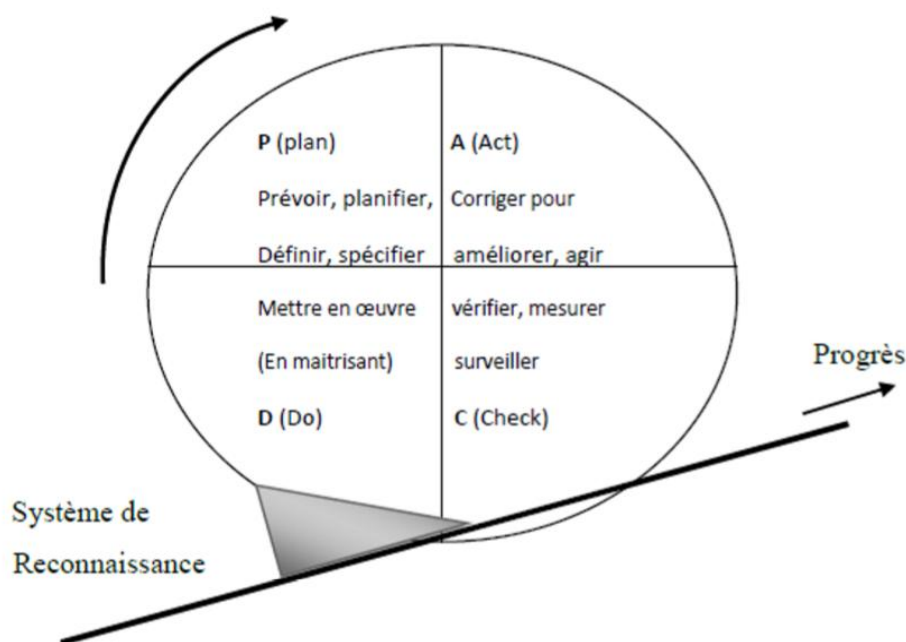 P (plan)
Prévoir, planifier,
Définir, spécifier
A (Act)
Corriger pour
améliorer, agir
Mettre en œuvre
(En maitrisant)
D (Do)
vérifier, mesurer
surveiller
C (Check)
Progrès
Système de
Reconnaissance